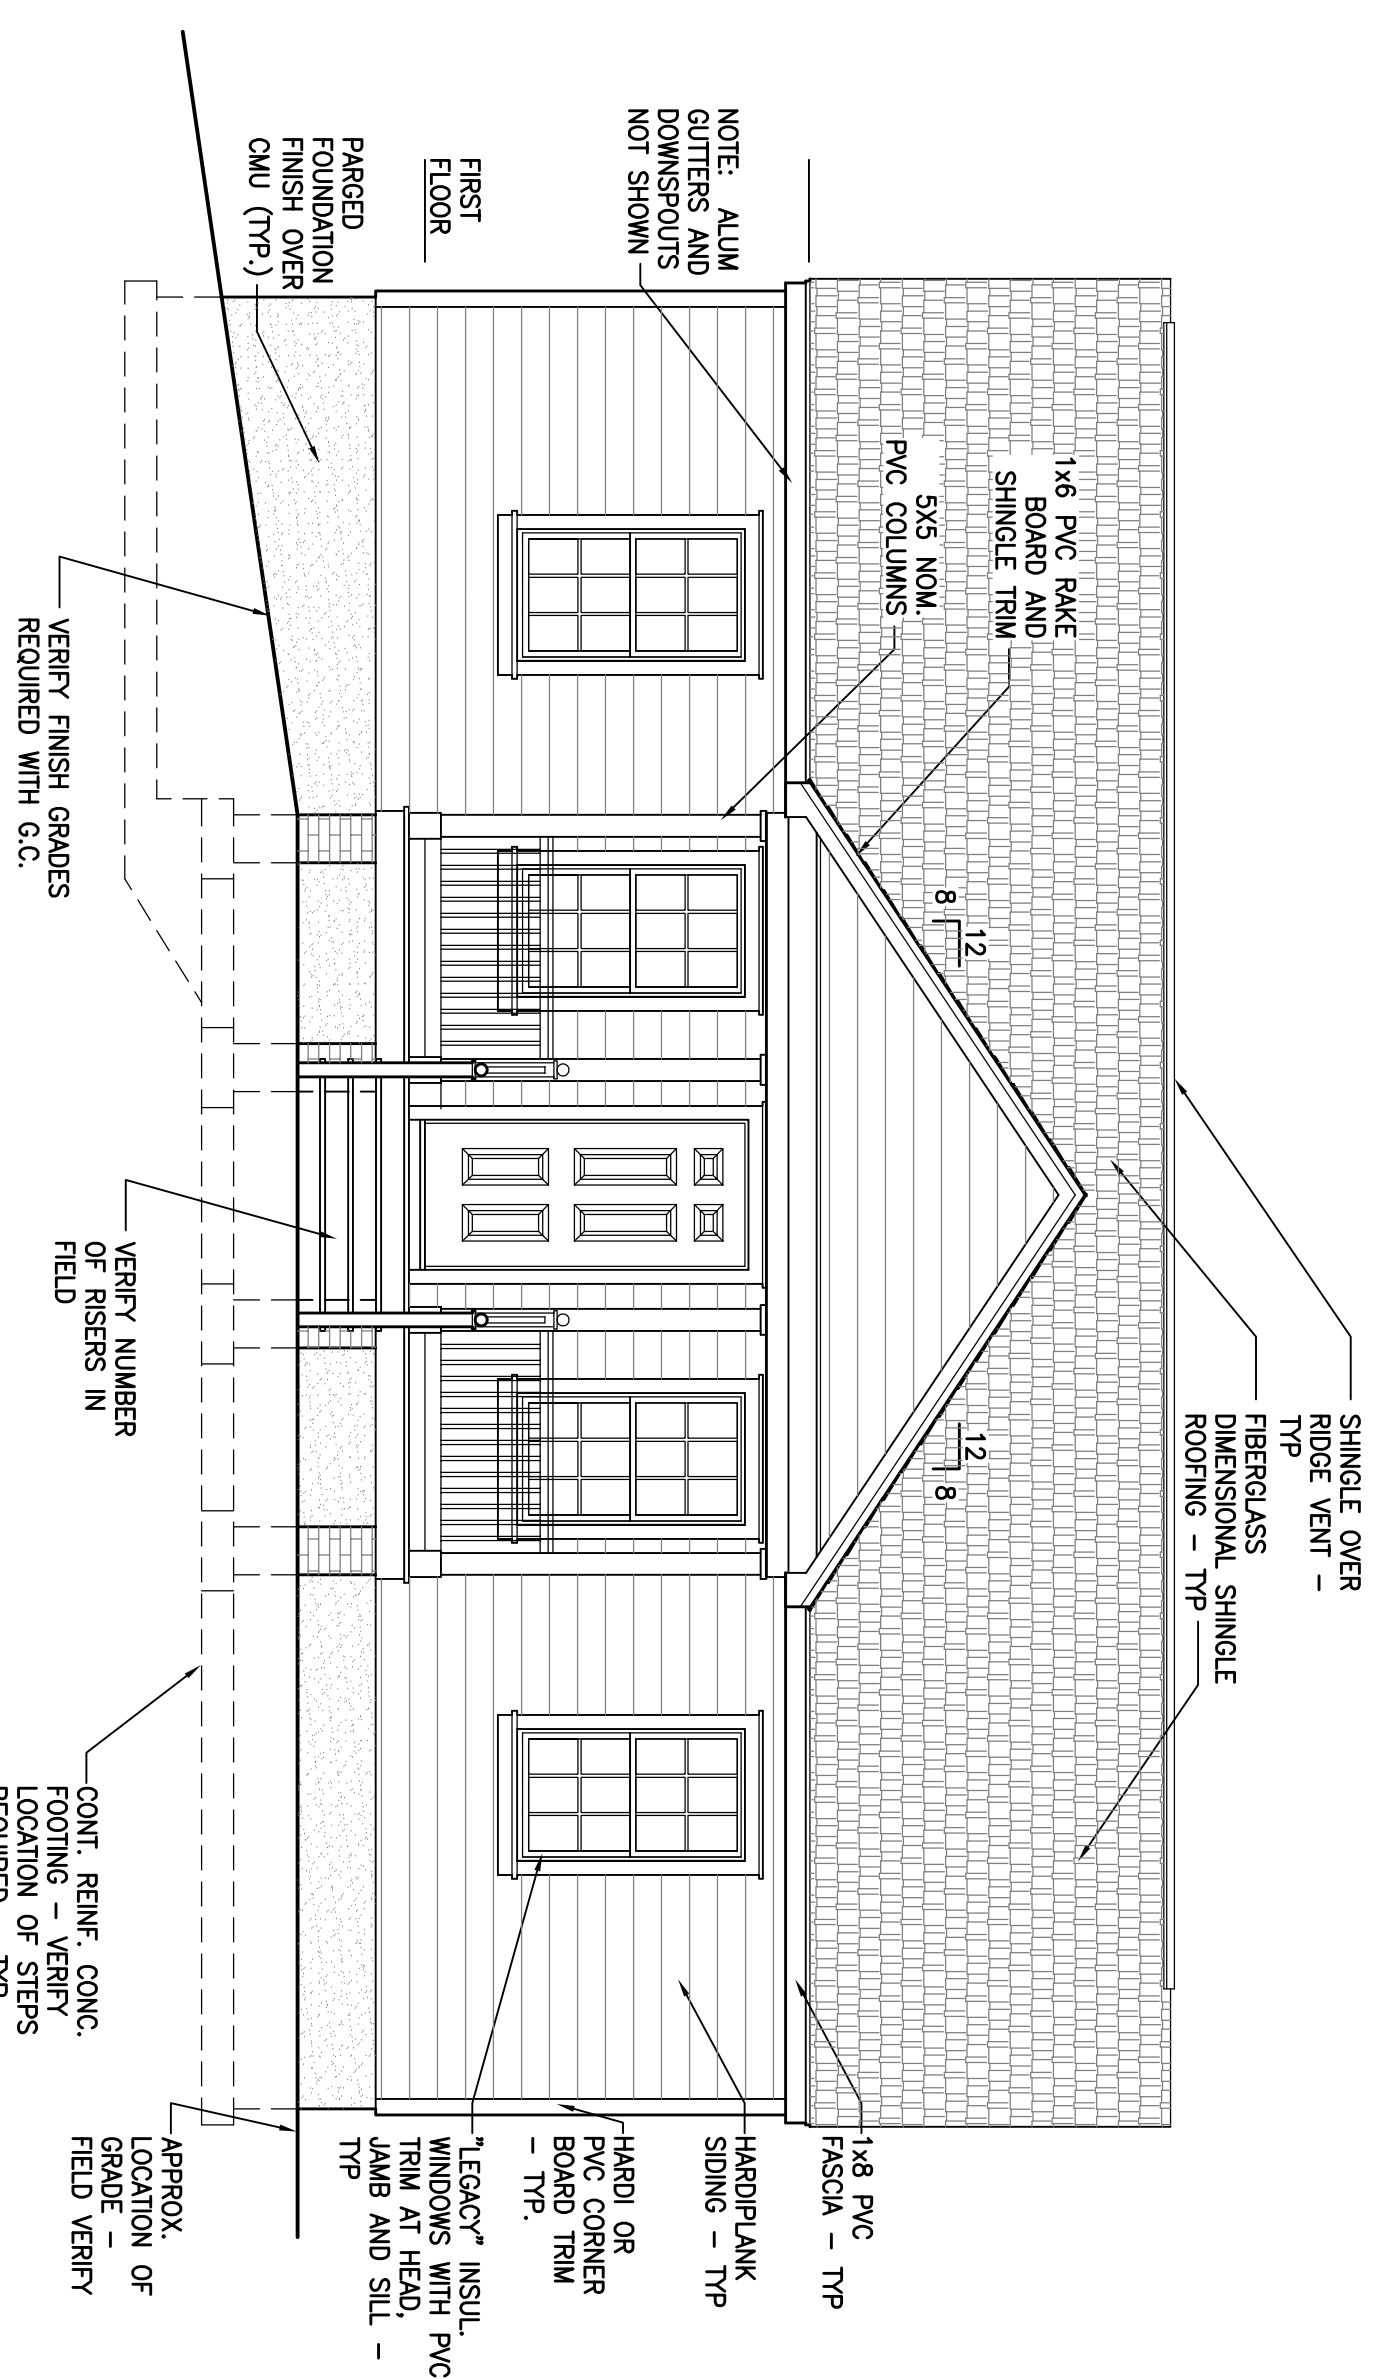 SHINGLE OVER
RIDGE VENT –
TYP
FIBERGLASS
DIMENSIONAL SHINGLE
ROOFING – TYP
1x6 PVC RAKE
BOARD AND
SHINGLE TRIM
5X5 NOM.
PVC COLUMNS
12
8
12
8
NOTE: ALUM
GUTTERS AND
DOWNSPOUTS
NOT SHOWN
FIRST
FLOOR
PARGED
FOUNDATION
FINISH OVER
CMU (TYP.)
1x8 PVC
FASCIA – TYP
HARDIPLANK
SIDING – TYP
HARDI OR
PVC CORNER
BOARD TRIM
– TYP.
"LEGACY" INSUL.
WINDOWS WITH PVC
TRIM AT HEAD,
JAMB AND SILL –
TYP
VERIFY FINISH GRADES
REQUIRED WITH G.C.
VERIFY NUMBER
OF RISERS IN
FIELD
CONT. REINF. CONC.
FOOTING – VERIFY
LOCATION OF STEPS
REQUIRED – TYP
APPROX.
LOCATION OF
GRADE –
FIELD VERIFY